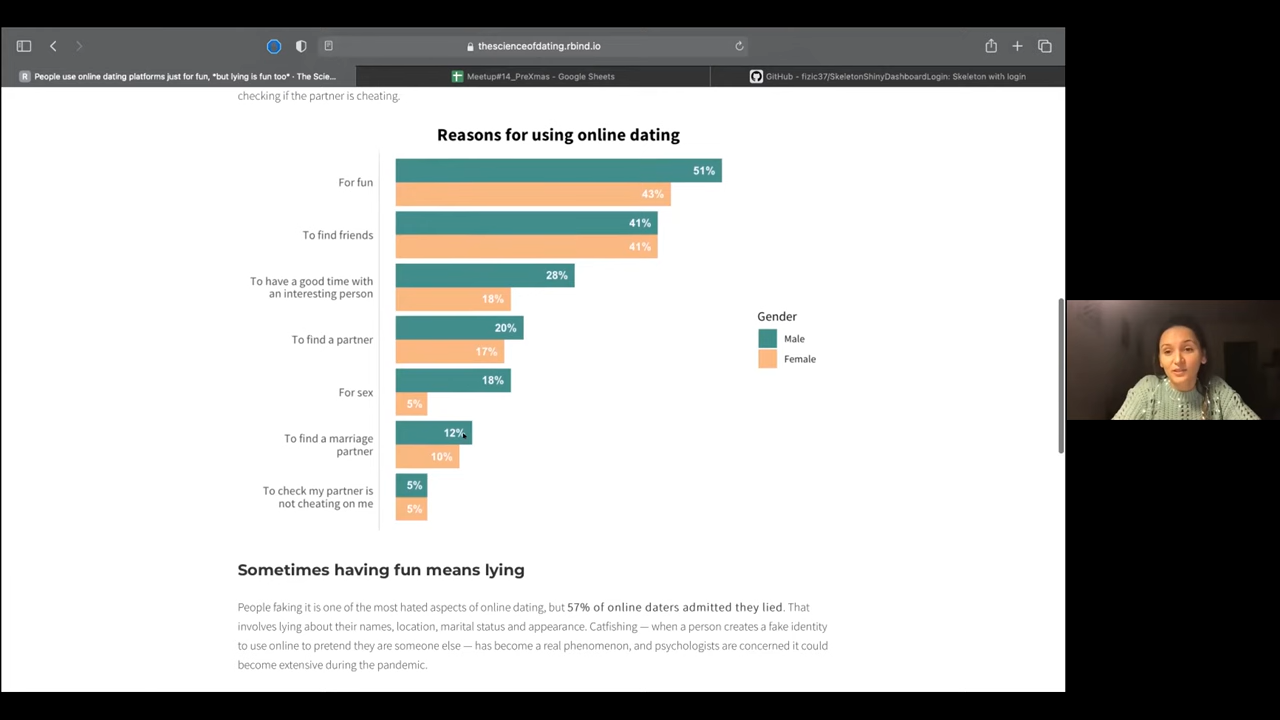 thescienceofdating.rbind.io
People use online dating platforms just for fun, *but lying is fun too* · The Scie...
Meetup#14_PreXmas – Google Sheets
GitHub - fizic37/SkeletonShinyDashboardLogin: Skeleton with login
checking if the partner is cheating.
Reasons for using online dating
For fun
51%
43%
To find friends
41%
41%
To have a good time with
an interesting person
28%
18%
To find a partner
20%
17%
For sex
18%
5%
To find a marriage
partner
12%
10%
To check my partner is
not cheating on me
5%
5%
Gender
Male
Female
Sometimes having fun means lying
People faking it is one of the most hated aspects of online dating, but 57% of online daters admitted they lied. That
involves lying about their names, location, marital status and appearance. Catfishing — when a person creates a fake identity
to use online to pretend they are someone else — has become a real phenomenon, and psychologists are concerned it could
become extensive during the pandemic.